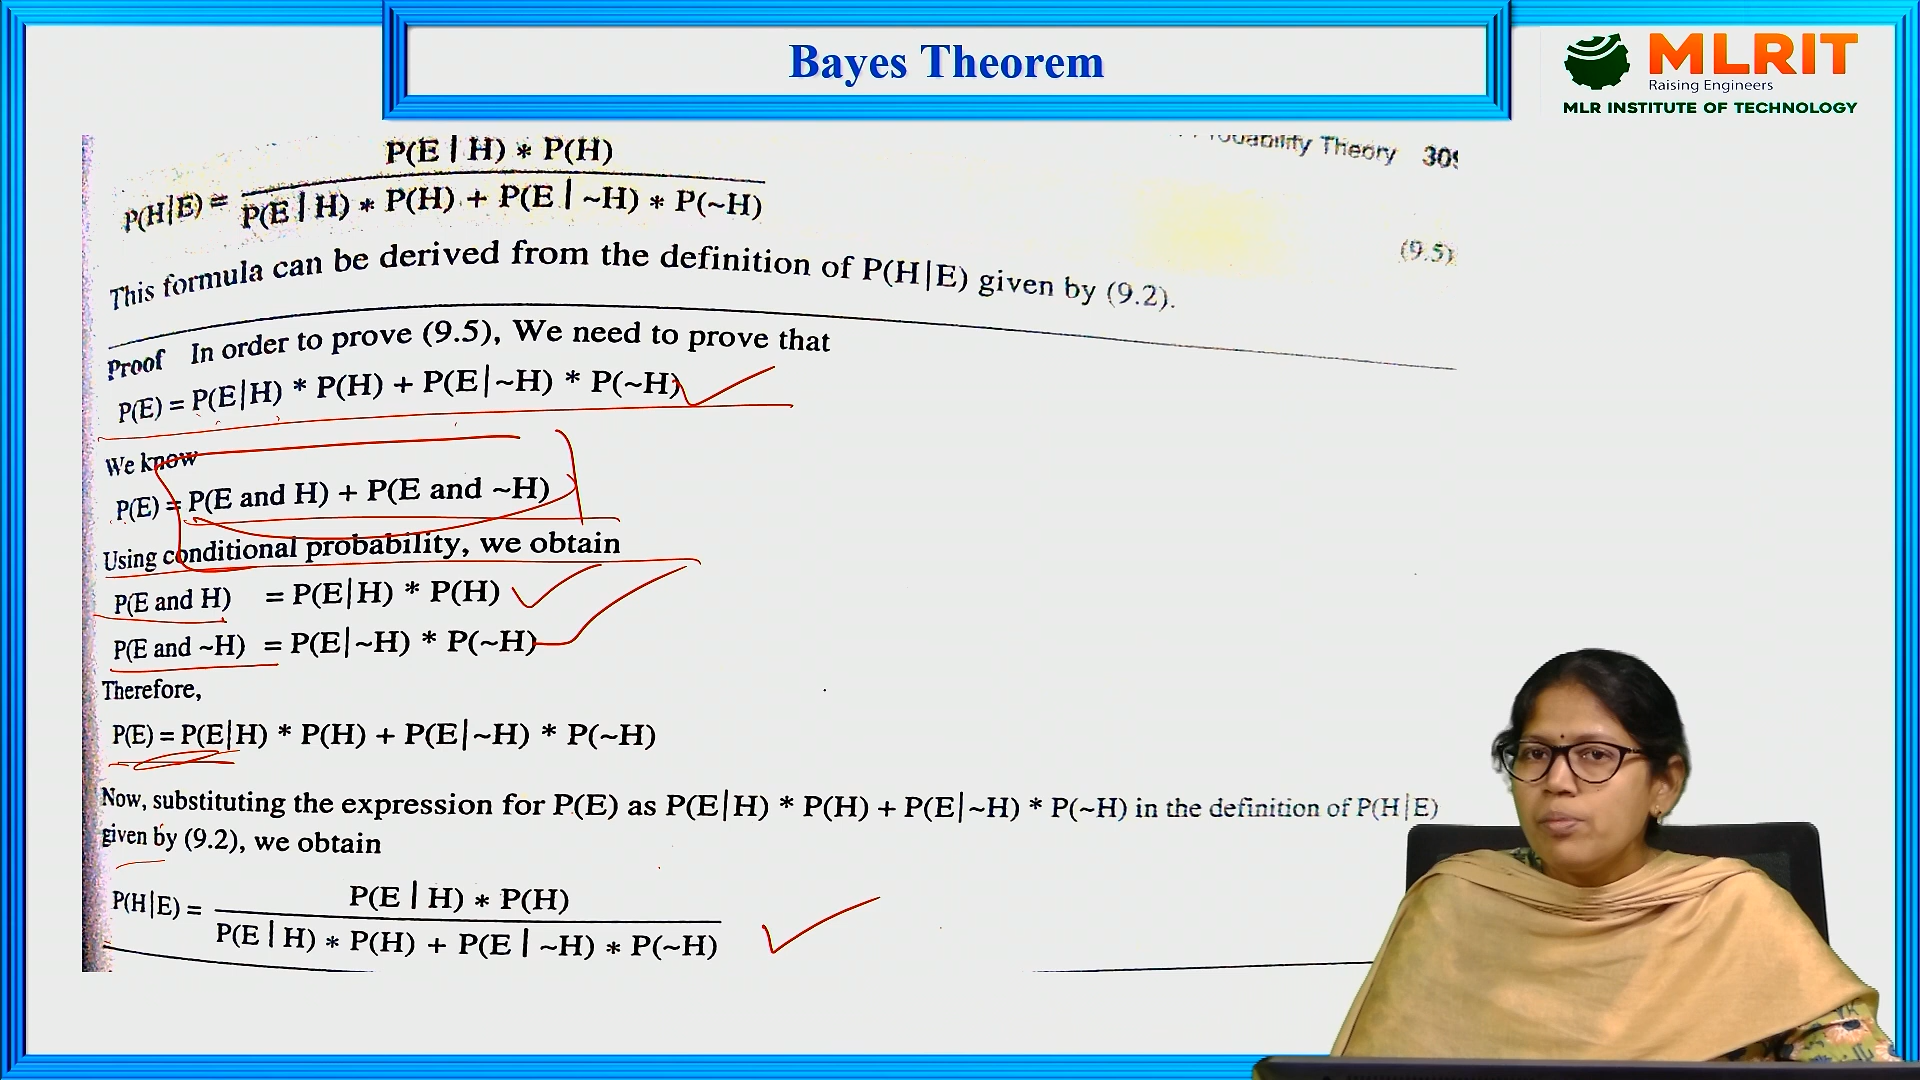 Bayes Theorem
MLRIT
Raising Engineers
MLR INSTITUTE OF TECHNOLOGY
Theory 309
P(E | H) * P(H)
P(H|E) =
P(E | H) * P(H) + P(E | ~H) * P(~H)
(9.5)
This formula can be derived from the definition of P(H|E) given by (9.2).
Proof In order to prove (9.5), We need to prove that
P(E) = P(E|H) * P(H) + P(E|~H) * P(~H)
We know
P(E) = P(E and H) + P(E and ~H)
Using conditional probability, we obtain
P(E and H) = P(E|H) * P(H)
P(E and ~H) = P(E|~H) * P(~H)
Therefore,
P(E) = P(E|H) * P(H) + P(E|~H) * P(~H)
Now, substituting the expression for P(E) as P(E|H) * P(H) + P(E|~H) * P(~H) in the definition of P(H|E)
given by (9.2), we obtain
P(E | H) * P(H)
P(H|E) =
P(E | H) * P(H) + P(E | ~H) * P(~H)